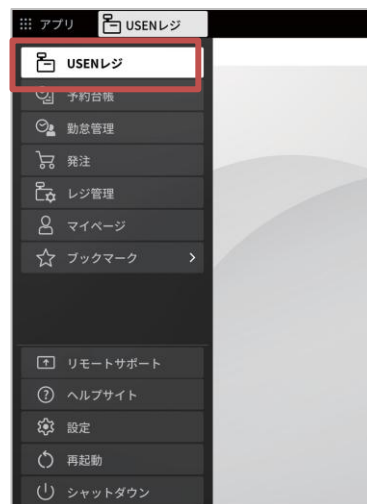 アプリ USENレジ
USENレジ
予約台帳
勤怠管理
発注
レジ管理
マイページ
ブックマーク
リモートサポート
ヘルプサイト
設定
再起動
シャットダウン